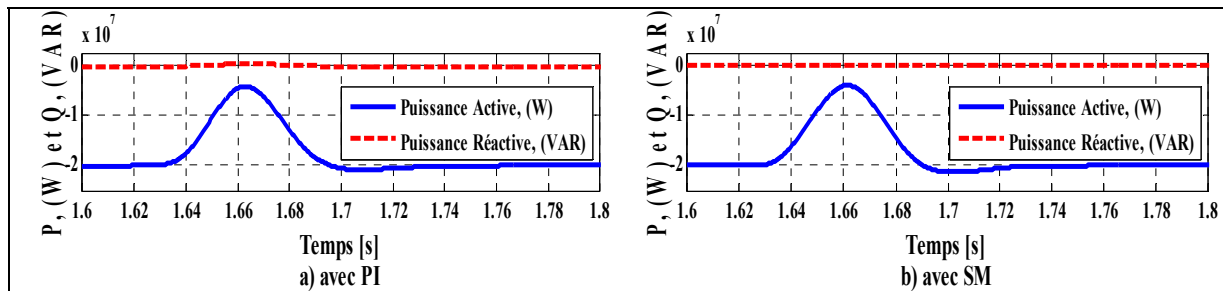 x 10^7
P, (W) et Q, (VAR)
0
-1
-2
Puissance Active, (W)
Puissance Réactive, (VAR)
1.6 1.62 1.64 1.66 1.68 1.7 1.72 1.74 1.76 1.78 1.8
Temps [s]
a) avec PI
x 10^7
P, (W) et Q, (VAR)
0
-1
-2
Puissance Active, (W)
Puissance Réactive, (VAR)
1.6 1.62 1.64 1.66 1.68 1.7 1.72 1.74 1.76 1.78 1.8
Temps [s]
b) avec SM